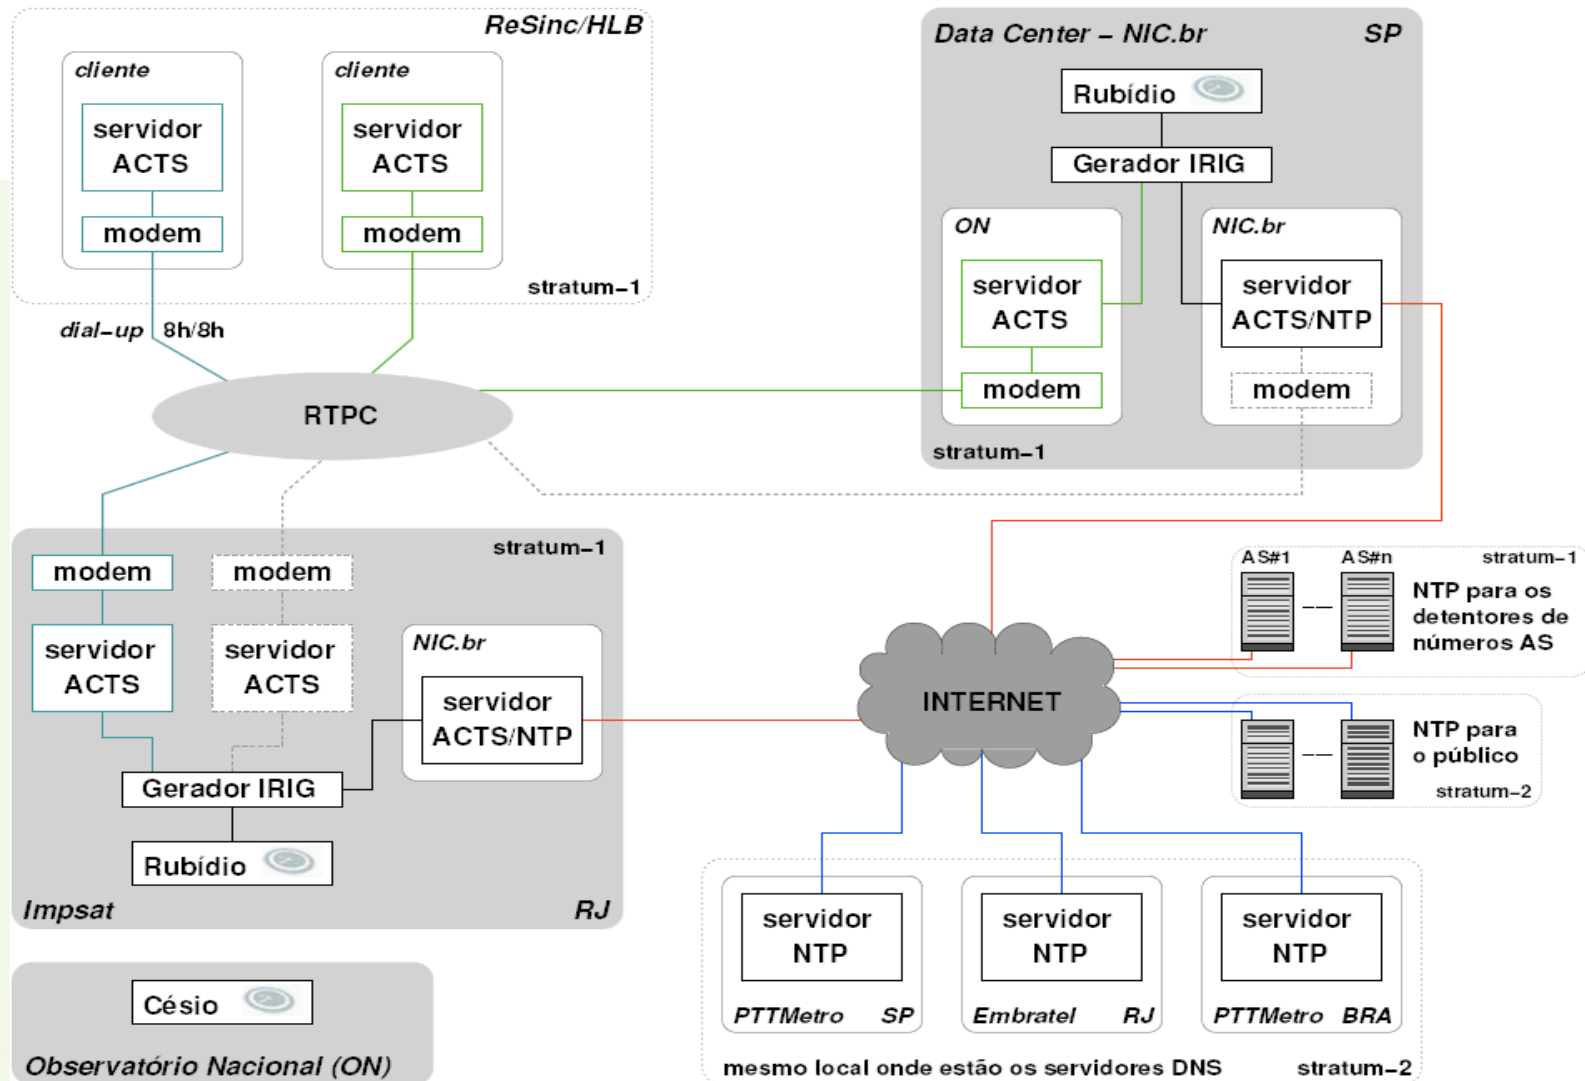 ReSinc/HLB
cliente
servidor
ACTS
modem
cliente
servidor
ACTS
modem
stratum-1
dial-up 8h/8h
RTPC
Data Center – NIC.br SP
Rubídio
Gerador IRIG
ON
servidor
ACTS
modem
NIC.br
servidor
ACTS/NTP
modem
stratum-1
stratum-1
modem
modem
servidor
ACTS
servidor
ACTS
NIC.br
servidor
ACTS/NTP
Gerador IRIG
Rubídio
Impsat RJ
INTERNET
AS#1 AS#n stratum-1
NTP para os
detentores de
números AS
NTP para
o público
stratum-2
servidor
NTP
PTTMetro SP
servidor
NTP
Embratel RJ
servidor
NTP
PTTMetro BRA
mesmo local onde estão os servidores DNS stratum-2
Césio
Observatório Nacional (ON)